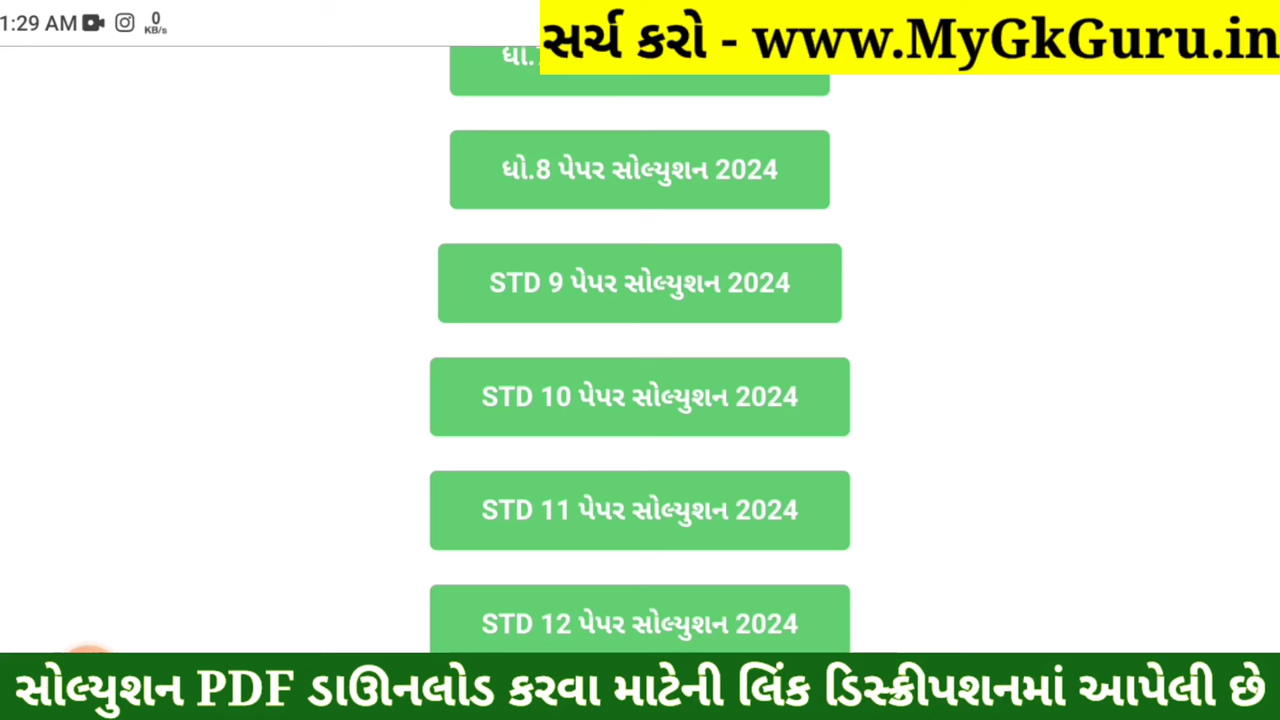 1:29 AM 0 KB/s
સર્ચ કરો - www.MyGkGuru.in
ધો.
ધો.8 પેપર સોલ્યુશન 2024
STD 9 પેપર સોલ્યુશન 2024
STD 10 પેપર સોલ્યુશન 2024
STD 11 પેપર સોલ્યુશન 2024
STD 12 પેપર સોલ્યુશન 2024
સોલ્યુશન PDF ડાઊનલોડ કરવા માટેની લિંક ડિસ્ક્રીપશનમાં આપેલી છે